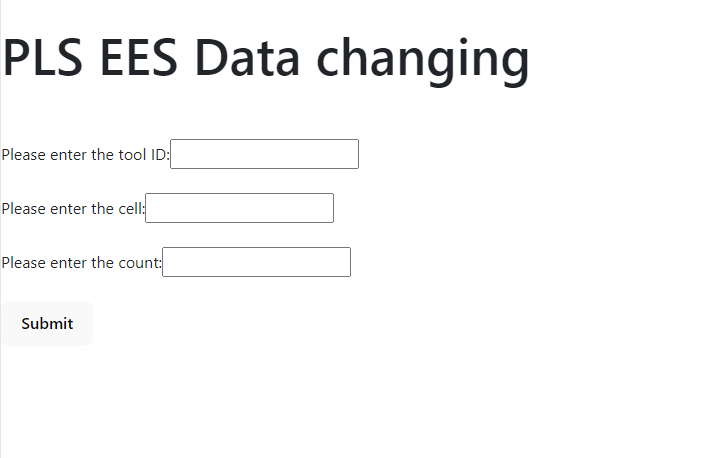 PLS EES Data changing
Please enter the tool ID:
Please enter the cell:
Please enter the count:
Submit